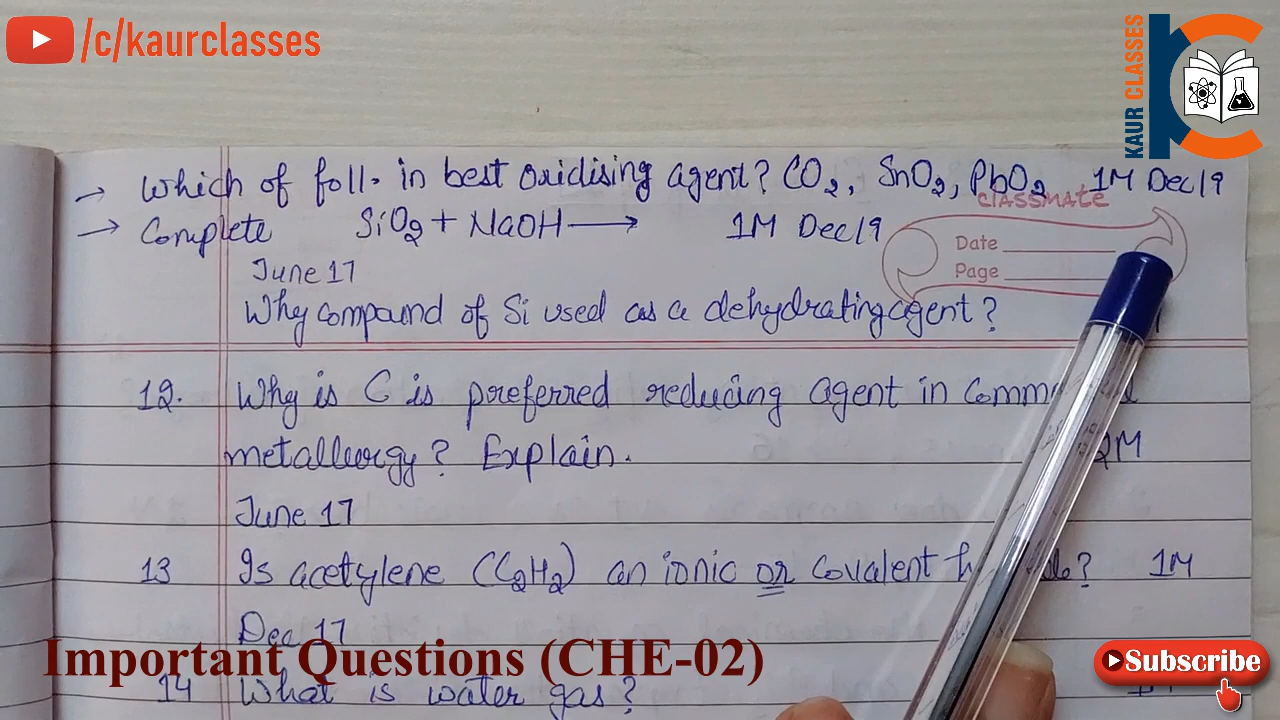 /c/kaurclasses
KAUR CLASSES
→ Which of foll. in best oxidising agent? CO2, SnO2, PbO2 1M Dec19
classmate
→ Complete SiO2 + NaOH ⟶ 1M Dec19
Date
Page
June 17
Why compound of Si used as a dehydrating agent?
12. Why is C is preferred reducing agent in
metallurgy? Explain. 2M
June 17
13 Is acetylene (C2H2) an ionic or covalent ? 1M
Dec 17
Important Questions (CHE-02)
Subscribe
14 What is water gas?